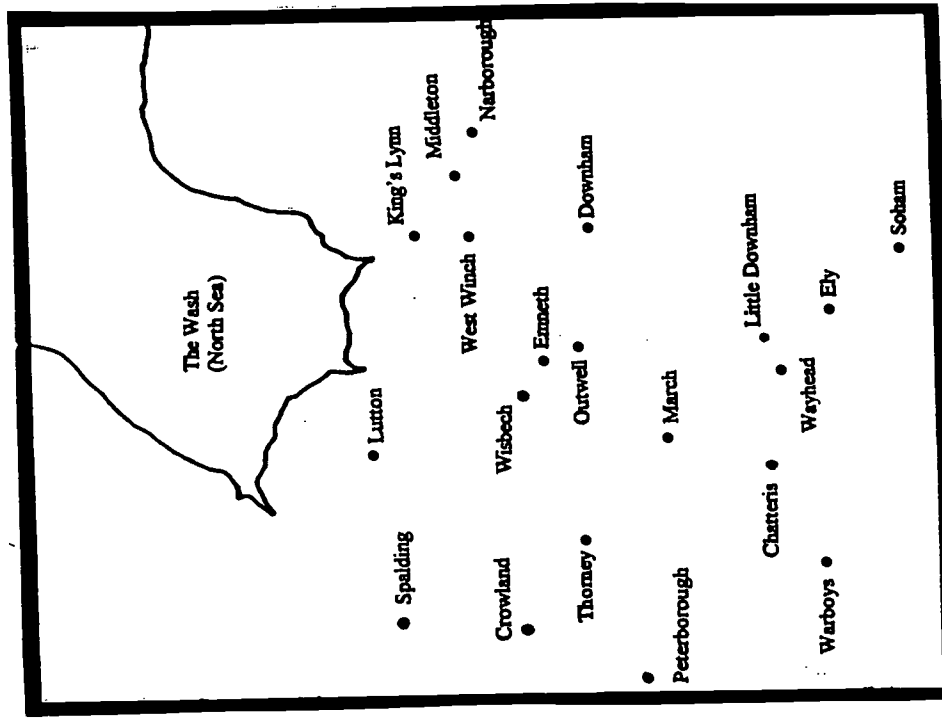 The Wash
(North Sea)
King's Lynn
Middleton
Narborough
Lutton
West Winch
Spalding
Wisbech
Emneth
Crowland
Outwell
Downham
Thorney
March
Peterborough
Little Downham
Wayhead
Chatteris
Ely
Warboys
Soham